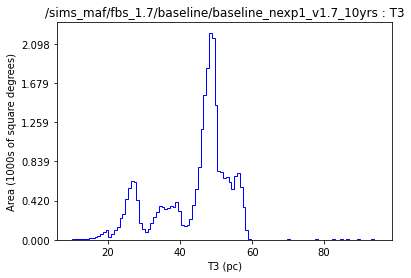 /sims_maf/fbs_1.7/baseline/baseline_nexp1_v1.7_10yrs : T3
Area (1000s of square degrees)
2.098
1.679
1.259
0.839
0.420
0.000
20 40 60 80
T3 (pc)